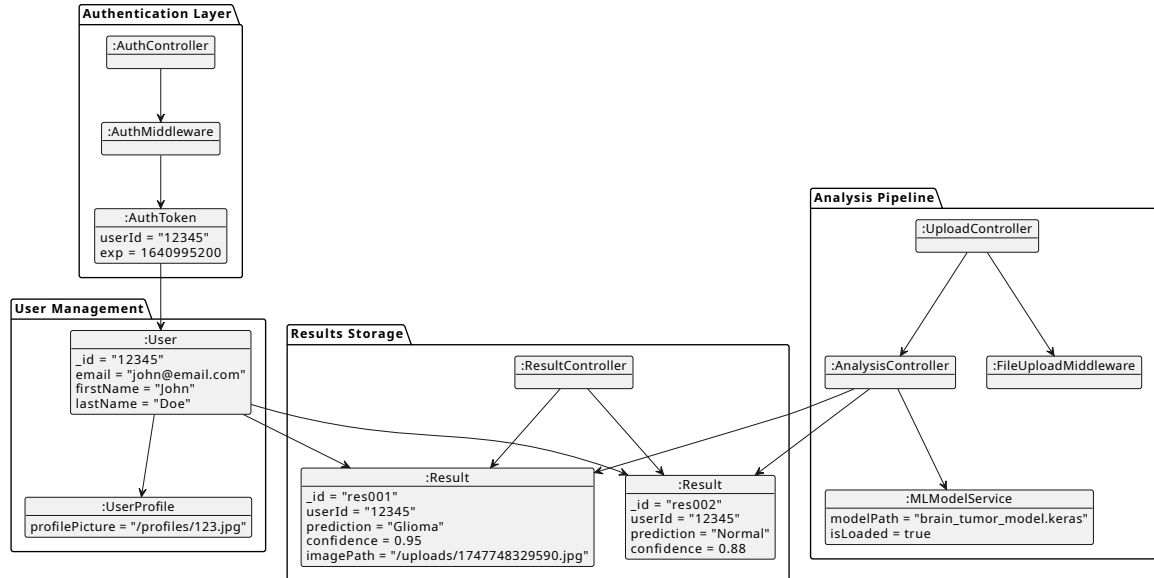 Authentication Layer
:AuthController
:AuthMiddleware
:AuthToken
userId = "12345"
exp = 1640995200
User Management
:User
_id = "12345"
email = "john@email.com"
firstName = "John"
lastName = "Doe"
:UserProfile
profilePicture = "/profiles/123.jpg"
Results Storage
:ResultController
:Result
_id = "res001"
userId = "12345"
prediction = "Glioma"
confidence = 0.95
imagePath = "/uploads/1747748329590.jpg"
:Result
_id = "res002"
userId = "12345"
prediction = "Normal"
confidence = 0.88
Analysis Pipeline
:UploadController
:AnalysisController
:FileUploadMiddleware
:MLModelService
modelPath = "brain_tumor_model.keras"
isLoaded = true